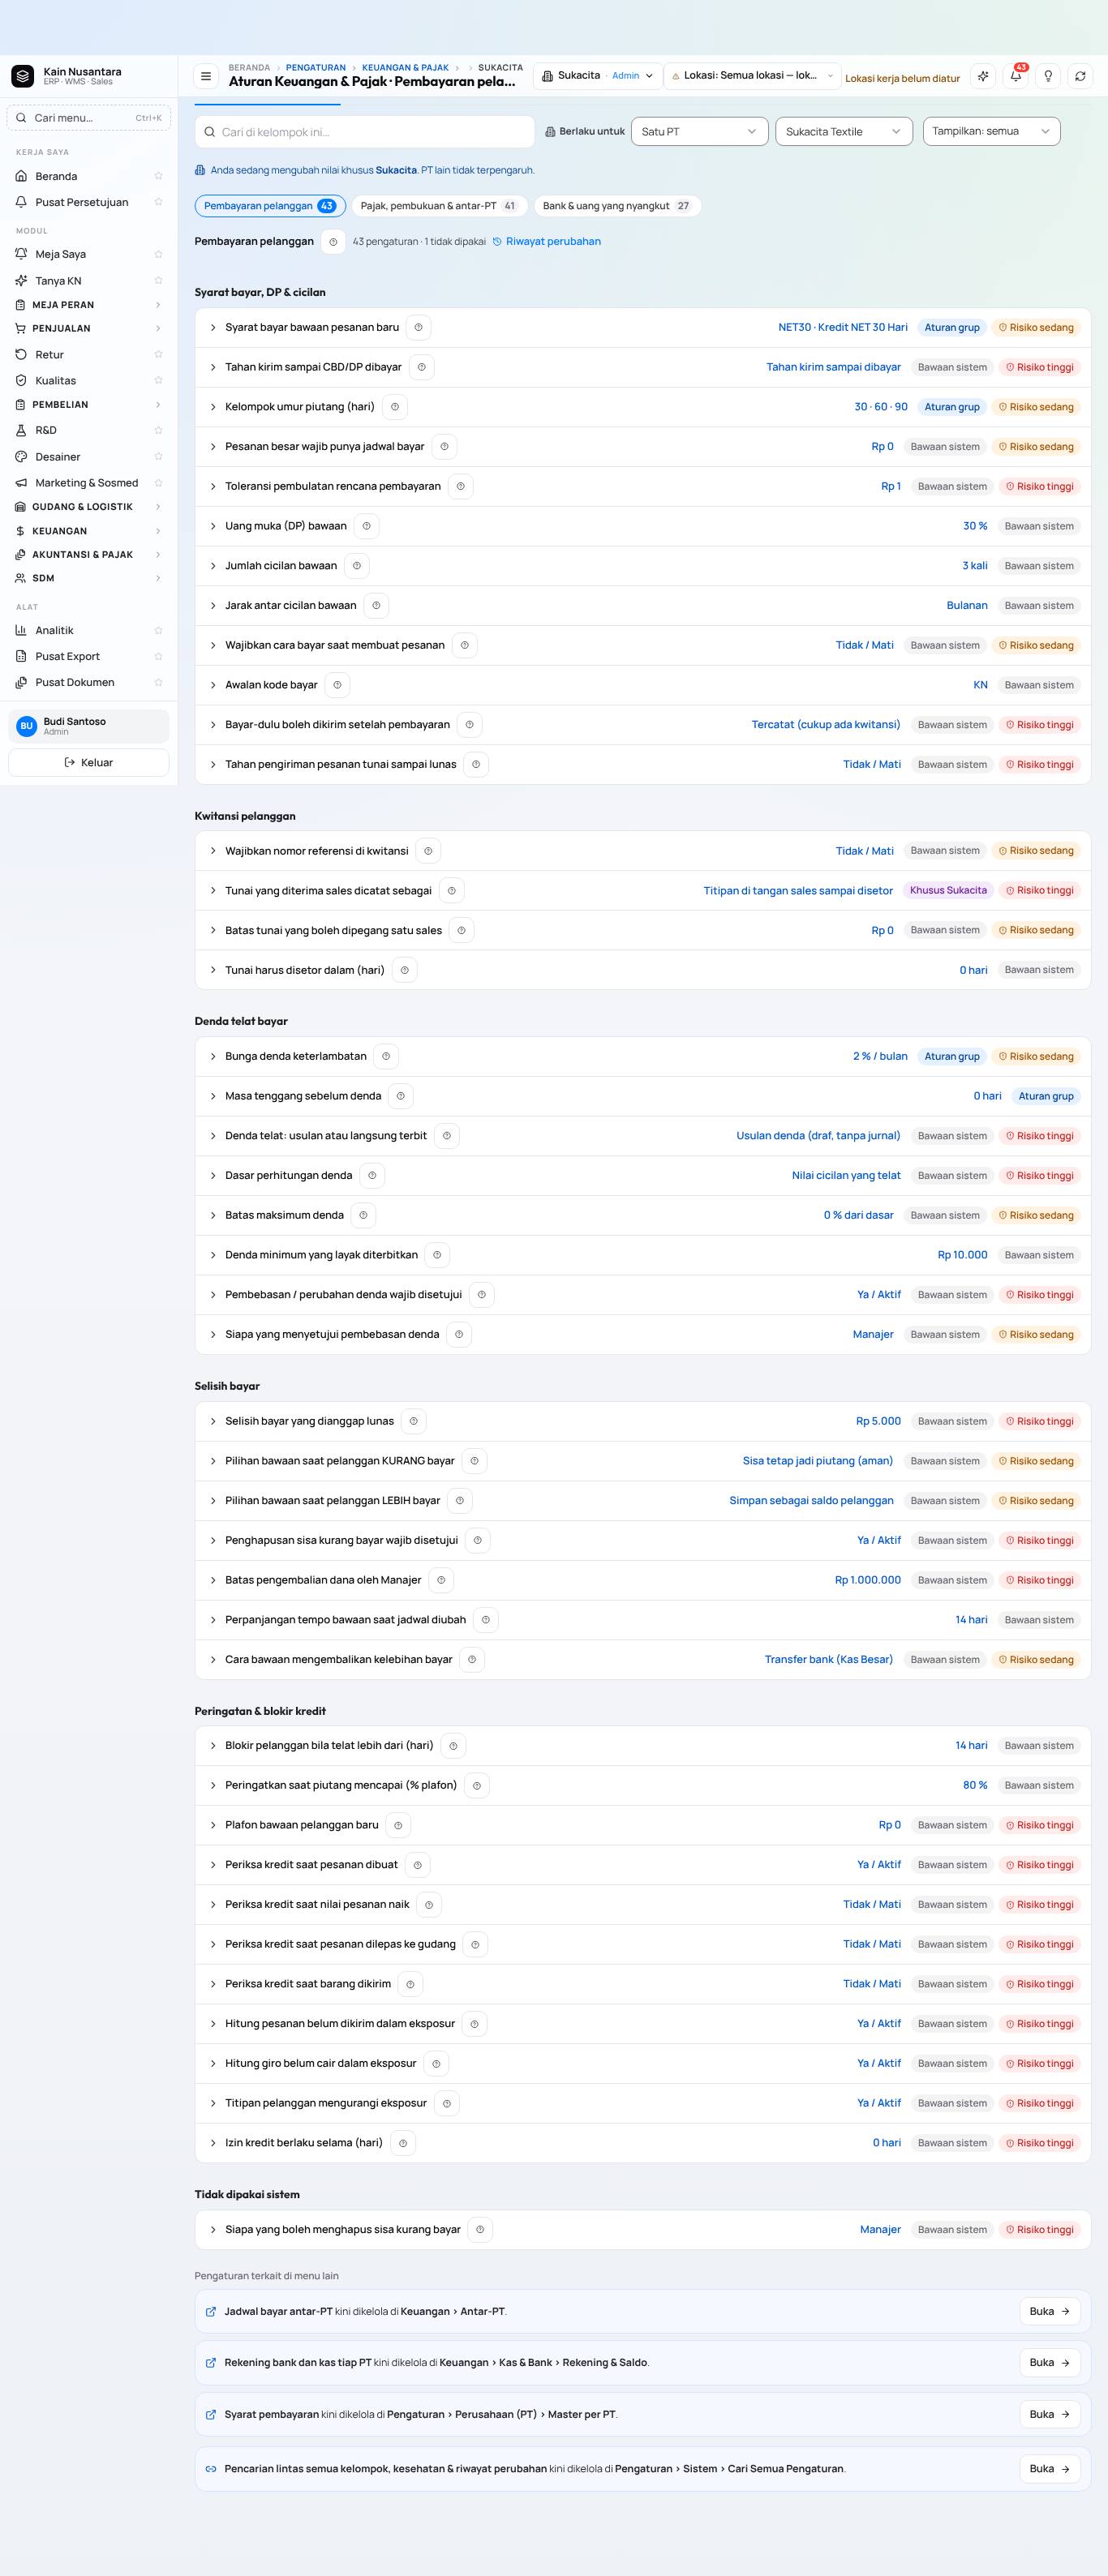 Kain Nusantara
ERP · WMS · Sales
Cari menu... Ctrl+K
KERJA SAYA
Beranda
Pusat Persetujuan
MODUL
Meja Saya
Tanya KN
MEJA PERAN
PENJUALAN
Retur
Kualitas
PEMBELIAN
R&D
Desainer
Marketing & Sosmed
GUDANG & LOGISTIK
KEUANGAN
AKUNTANSI & PAJAK
SDM
ALAT
Analitik
Pusat Export
Pusat Dokumen
BU Budi Santoso
Admin
Keluar
BERANDA > PENGATURAN > KEUANGAN & PAJAK > > SUKACITA
Aturan Keuangan & Pajak · Pembayaran pela...
Sukacita · Admin
Lokasi: Semua lokasi — lok...
Lokasi kerja belum diatur
43
Cari di kelompok ini...
Berlaku untuk
Satu PT
Sukacita Textile
Tampilkan: semua
Anda sedang mengubah nilai khusus Sukacita. PT lain tidak terpengaruh.
Pembayaran pelanggan 43
Pajak, pembukuan & antar-PT 41
Bank & uang yang nyangkut 27
Pembayaran pelanggan 43 pengaturan · 1 tidak dipakai Riwayat perubahan
Syarat bayar, DP & cicilan
Syarat bayar bawaan pesanan baru NET30 · Kredit NET 30 Hari Aturan grup Risiko sedang
Tahan kirim sampai CBD/DP dibayar Tahan kirim sampai dibayar Bawaan sistem Risiko tinggi
Kelompok umur piutang (hari) 30 · 60 · 90 Aturan grup Risiko sedang
Pesanan besar wajib punya jadwal bayar Rp 0 Bawaan sistem Risiko sedang
Toleransi pembulatan rencana pembayaran Rp 1 Bawaan sistem Risiko tinggi
Uang muka (DP) bawaan 30 % Bawaan sistem
Jumlah cicilan bawaan 3 kali Bawaan sistem
Jarak antar cicilan bawaan Bulanan Bawaan sistem
Wajibkan cara bayar saat membuat pesanan Tidak / Mati Bawaan sistem Risiko sedang
Awalan kode bayar KN Bawaan sistem
Bayar-dulu boleh dikirim setelah pembayaran Tercatat (cukup ada kwitansi) Bawaan sistem Risiko tinggi
Tahan pengiriman pesanan tunai sampai lunas Tidak / Mati Bawaan sistem Risiko tinggi
Kwitansi pelanggan
Wajibkan nomor referensi di kwitansi Tidak / Mati Bawaan sistem Risiko sedang
Tunai yang diterima sales dicatat sebagai Titipan di tangan sales sampai disetor Khusus Sukacita Risiko tinggi
Batas tunai yang boleh dipegang satu sales Rp 0 Bawaan sistem Risiko sedang
Tunai harus disetor dalam (hari) 0 hari Bawaan sistem
Denda telat bayar
Bunga denda keterlambatan 2 % / bulan Aturan grup Risiko sedang
Masa tenggang sebelum denda 0 hari Aturan grup
Denda telat: usulan atau langsung terbit Usulan denda (draf, tanpa jurnal) Bawaan sistem Risiko tinggi
Dasar perhitungan denda Nilai cicilan yang telat Bawaan sistem Risiko tinggi
Batas maksimum denda 0 % dari dasar Bawaan sistem Risiko sedang
Denda minimum yang layak diterbitkan Rp 10.000 Bawaan sistem
Pembebasan / perubahan denda wajib disetujui Ya / Aktif Bawaan sistem Risiko tinggi
Siapa yang menyetujui pembebasan denda Manajer Bawaan sistem Risiko sedang
Selisih bayar
Selisih bayar yang dianggap lunas Rp 5.000 Bawaan sistem Risiko tinggi
Pilihan bawaan saat pelanggan KURANG bayar Sisa tetap jadi piutang (aman) Bawaan sistem Risiko sedang
Pilihan bawaan saat pelanggan LEBIH bayar Simpan sebagai saldo pelanggan Bawaan sistem Risiko sedang
Penghapusan sisa kurang bayar wajib disetujui Ya / Aktif Bawaan sistem Risiko tinggi
Batas pengembalian dana oleh Manajer Rp 1.000.000 Bawaan sistem Risiko tinggi
Perpanjangan tempo bawaan saat jadwal diubah 14 hari Bawaan sistem
Cara bawaan mengembalikan kelebihan bayar Transfer bank (Kas Besar) Bawaan sistem Risiko sedang
Peringatan & blokir kredit
Blokir pelanggan bila telat lebih dari (hari) 14 hari Bawaan sistem
Peringatkan saat piutang mencapai (% plafon) 80 % Bawaan sistem
Plafon bawaan pelanggan baru Rp 0 Bawaan sistem Risiko tinggi
Periksa kredit saat pesanan dibuat Ya / Aktif Bawaan sistem Risiko tinggi
Periksa kredit saat nilai pesanan naik Tidak / Mati Bawaan sistem Risiko tinggi
Periksa kredit saat pesanan dilepas ke gudang Tidak / Mati Bawaan sistem Risiko tinggi
Periksa kredit saat barang dikirim Tidak / Mati Bawaan sistem Risiko tinggi
Hitung pesanan belum dikirim dalam eksposur Ya / Aktif Bawaan sistem Risiko tinggi
Hitung giro belum cair dalam eksposur Ya / Aktif Bawaan sistem Risiko tinggi
Titipan pelanggan mengurangi eksposur Ya / Aktif Bawaan sistem Risiko tinggi
Izin kredit berlaku selama (hari) 0 hari Bawaan sistem Risiko tinggi
Tidak dipakai sistem
Siapa yang boleh menghapus sisa kurang bayar Manajer Bawaan sistem Risiko tinggi
Pengaturan terkait di menu lain
Jadwal bayar antar-PT kini dikelola di Keuangan › Antar-PT. Buka →
Rekening bank dan kas tiap PT kini dikelola di Keuangan › Kas & Bank › Rekening & Saldo. Buka →
Syarat pembayaran kini dikelola di Pengaturan › Perusahaan (PT) › Master per PT. Buka →
Pencarian lintas semua kelompok, kesehatan & riwayat perubahan kini dikelola di Pengaturan › Sistem › Cari Semua Pengaturan. Buka →